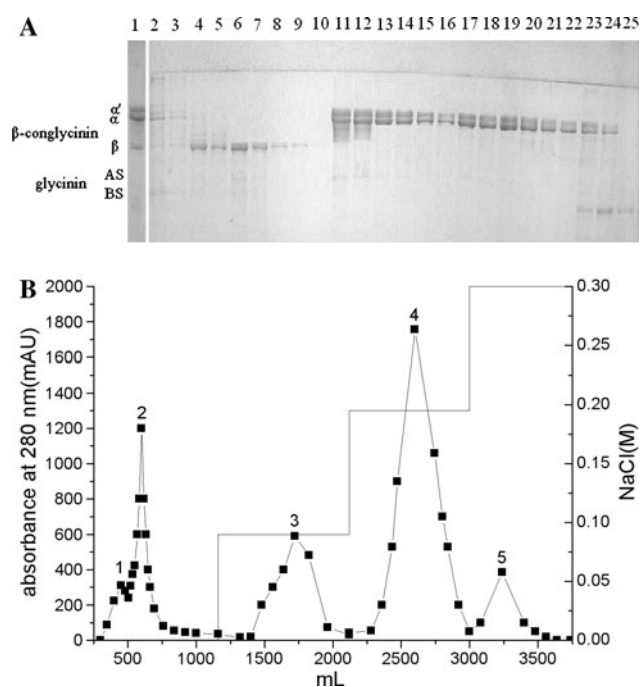 A 1 2 3 4 5 6 7 8 9 10 11 12 13 14 15 16 17 18 19 20 21 22 23 24 25
α'
α
β-conglycinin
β
AS
glycinin
BS
B
2000 0.30
1800
1600 0.25
1400
1200 0.20
1000 0.15
800
600 0.10
400 0.05
200
0 0.00
absorbance at 280 nm(mAU)
NaCl(M)
1
2
3
4
5
500 1000 1500 2000 2500 3000 3500
mL